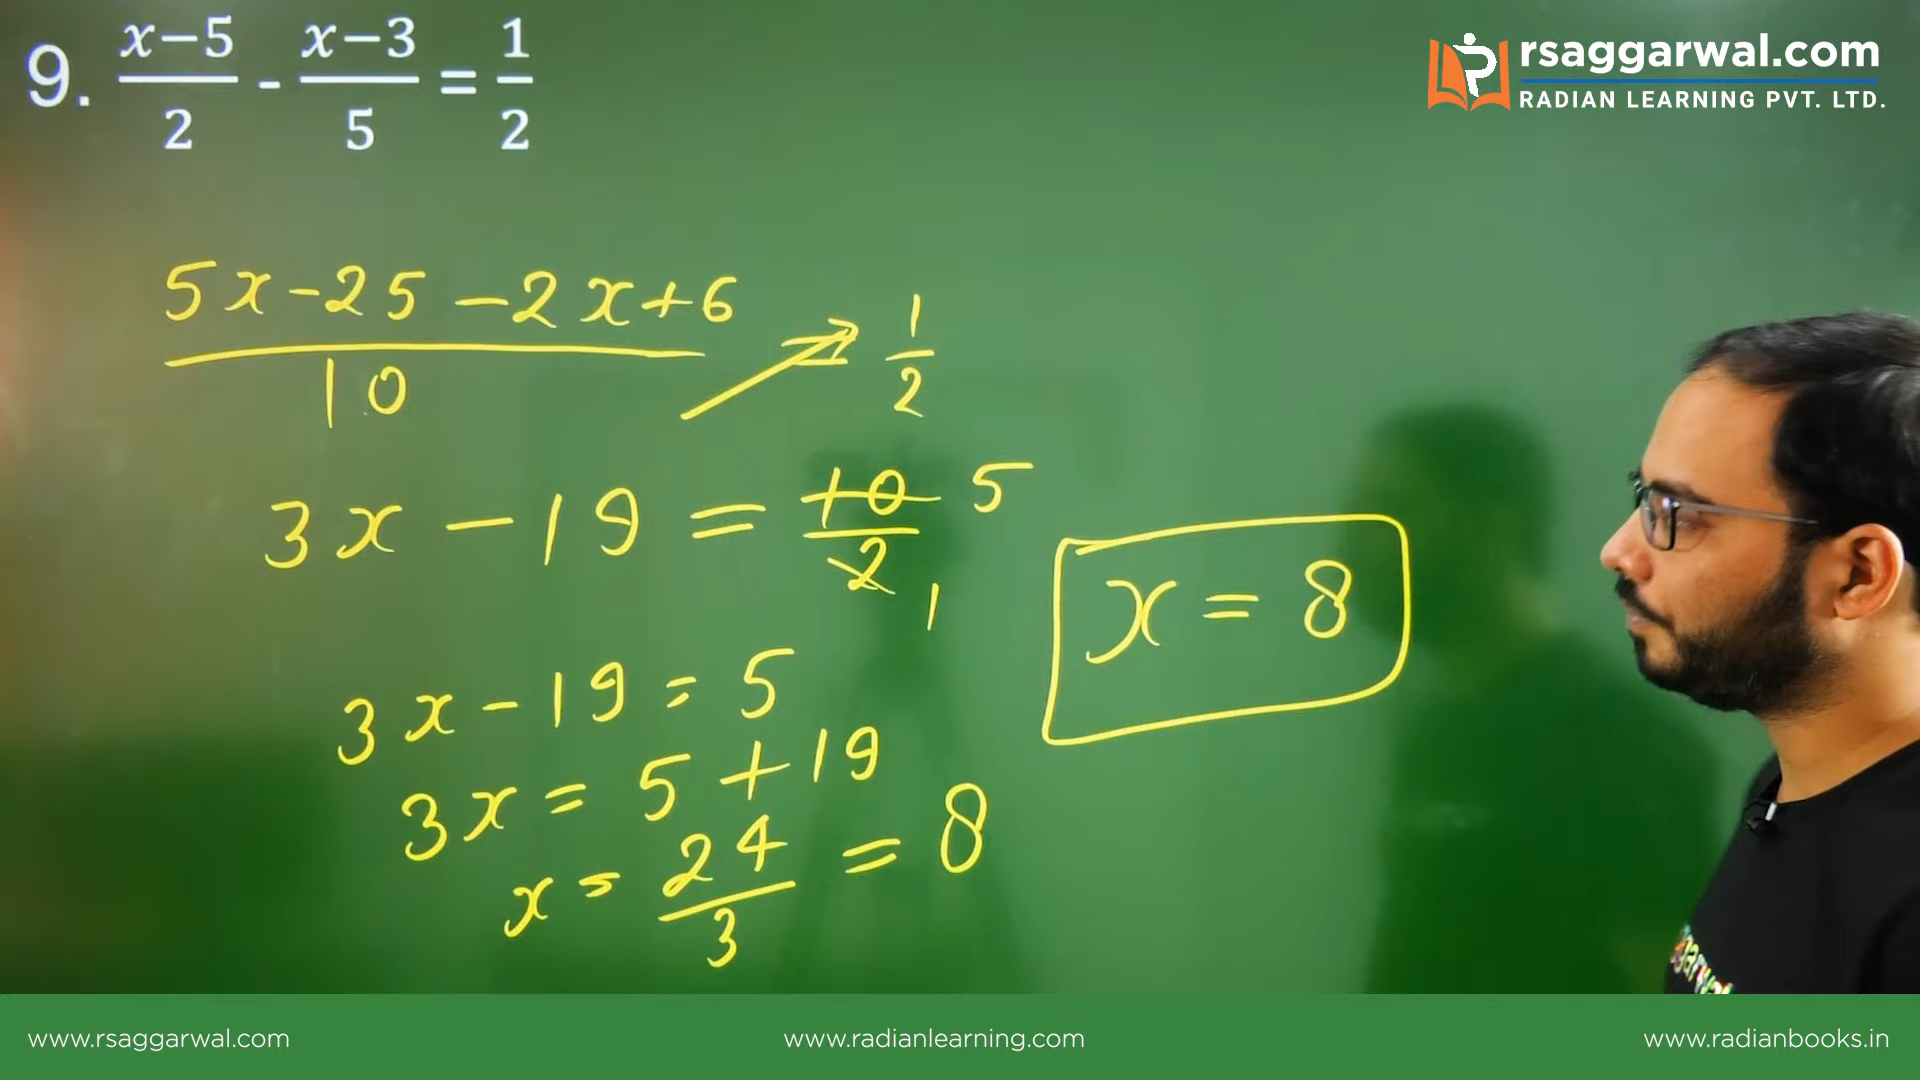 9. x−5/2 - x−3/5 = 1/2
rsaggarwal.com
RADIAN LEARNING PVT. LTD.
5x-25-2x+6/10 1/2
3x-19 = 10/2 5 1
x = 8
3x-19=5
3x=5+19
x=24/3=8
www.rsaggarwal.com
www.radianlearning.com
www.radianbooks.in